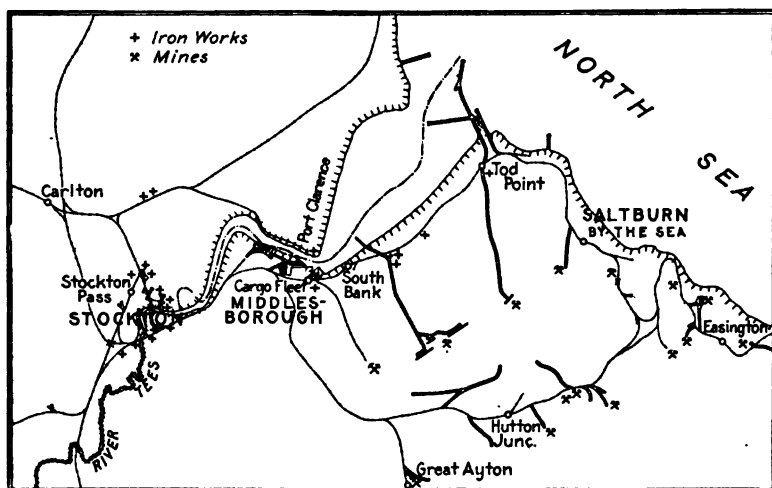 + Iron Works
⚒ Mines
NORTH
SEA
Carlton
Port Clarence
Tod
Point
SALTBURN
BY THE SEA
Stockton
Pass
STOCKTON
Cargo Fleet
MIDDLES-
BOROUGH
South
Bank
Easington
RIVER TEES
Hutton
Junc.
Great Ayton